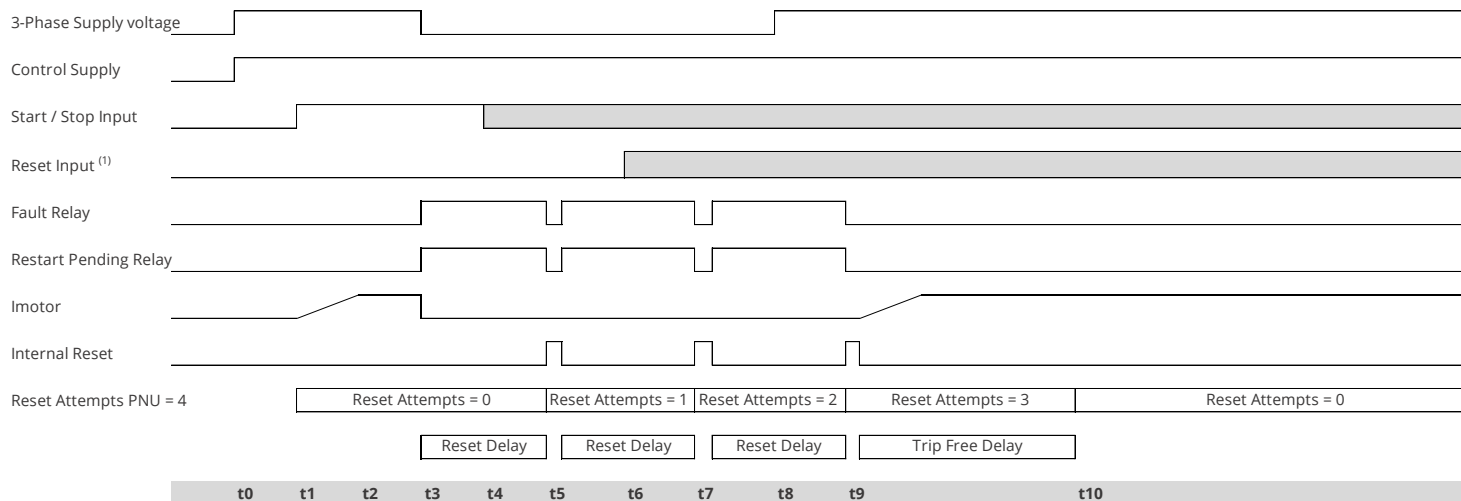 3-Phase Supply voltage
Control Supply
Start / Stop Input
Reset Input (1)
Fault Relay
Restart Pending Relay
Imotor
Internal Reset
Reset Attempts PNU = 4 Reset Attempts = 0 Reset Attempts = 1 Reset Attempts = 2 Reset Attempts = 3 Reset Attempts = 0
Reset Delay Reset Delay Reset Delay Trip Free Delay
t0 t1 t2 t3 t4 t5 t6 t7 t8 t9 t10